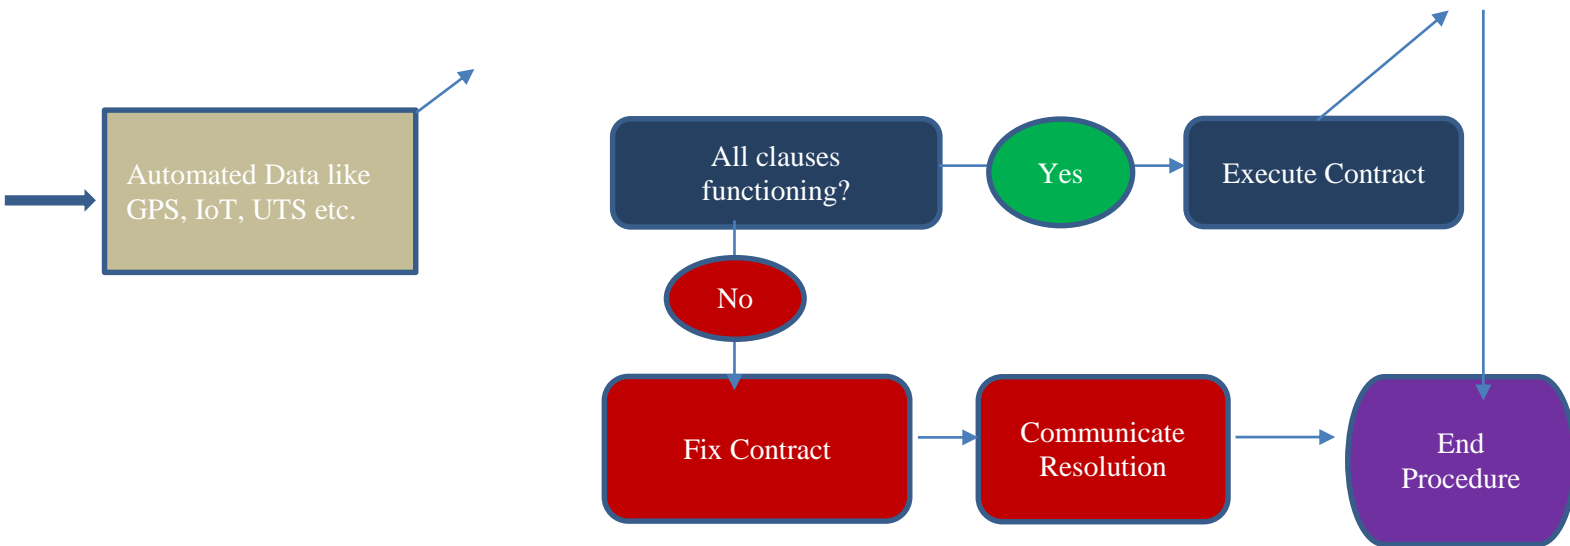 Automated Data like
GPS, IoT, UTS etc.
All clauses
functioning?
Yes
Execute Contract
No
Fix Contract
Communicate
Resolution
End
Procedure